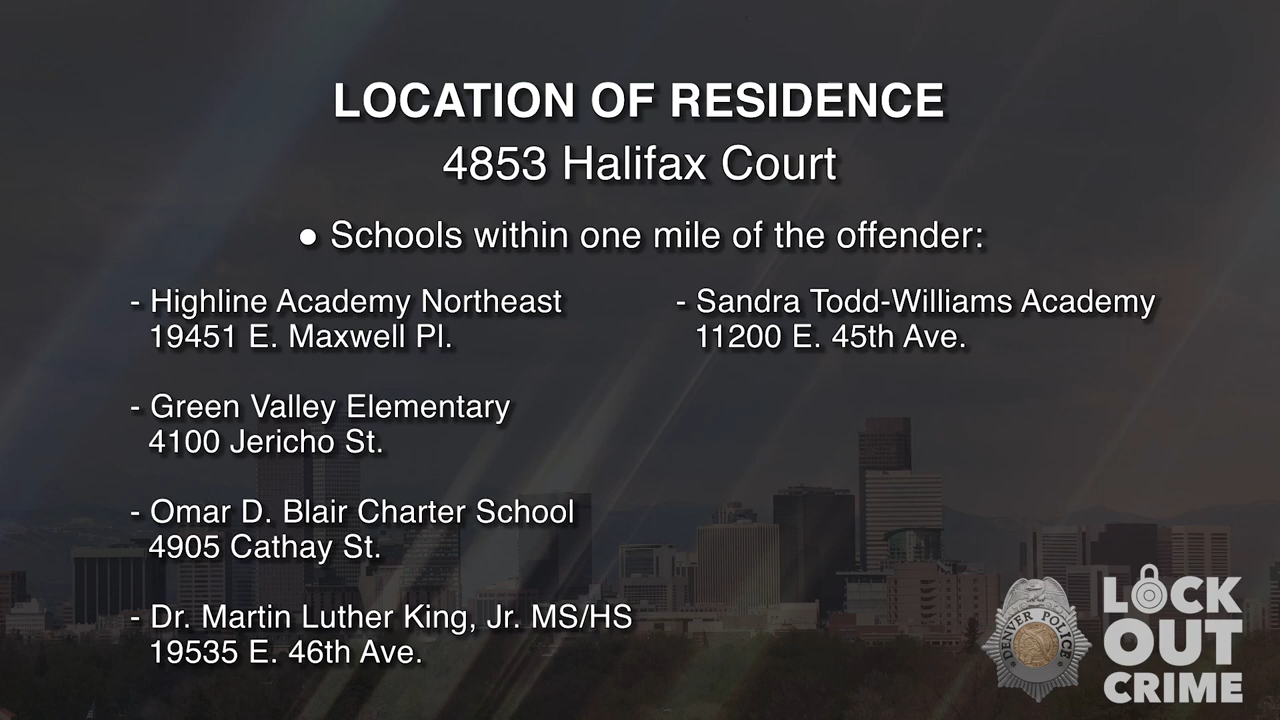 LOCATION OF RESIDENCE
4853 Halifax Court
● Schools within one mile of the offender:
- Highline Academy Northeast
19451 E. Maxwell Pl.
- Green Valley Elementary
4100 Jericho St.
- Omar D. Blair Charter School
4905 Cathay St.
- Dr. Martin Luther King, Jr. MS/HS
19535 E. 46th Ave.
- Sandra Todd-Williams Academy
11200 E. 45th Ave.
DENVER POLICE
LOCK
OUT
CRIME